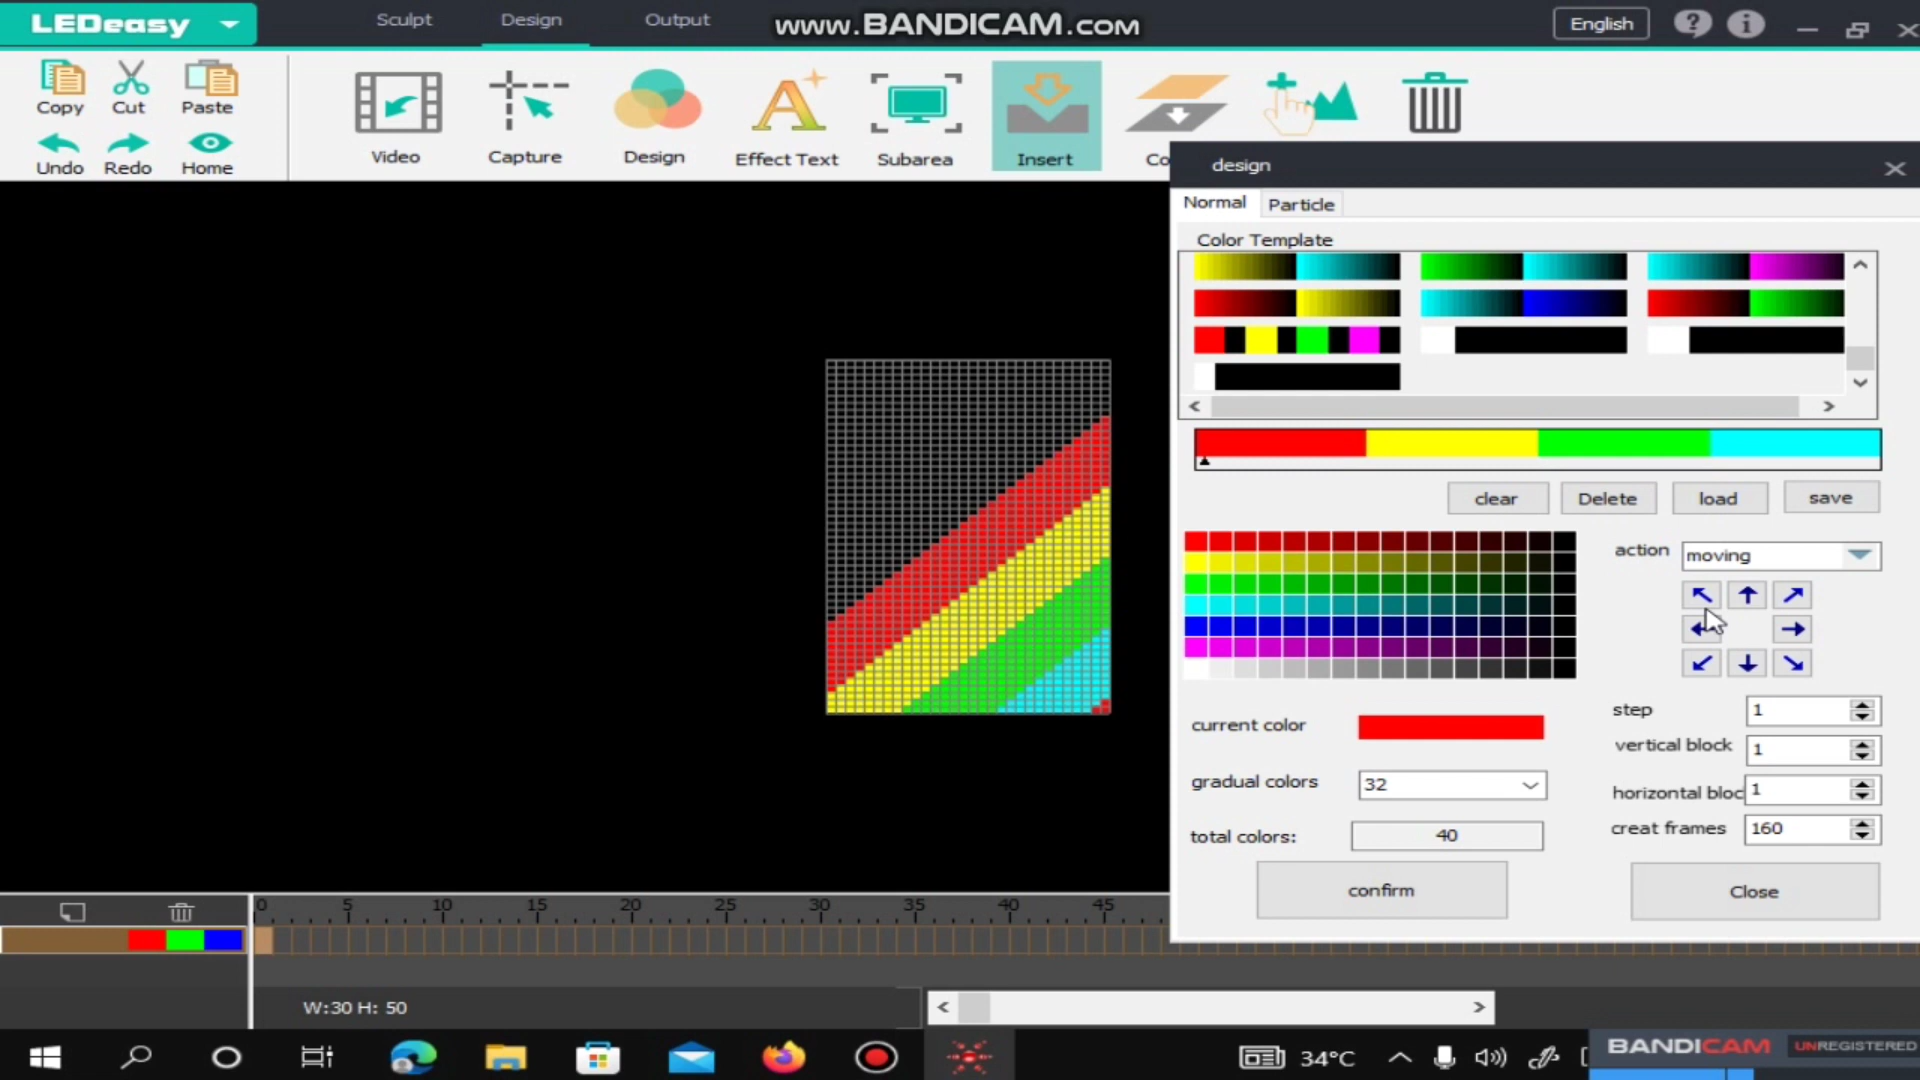 LEDeasy
Sculpt
Design
Output
www.BANDICAM.com
English
Copy
Cut
Paste
Undo
Redo
Home
Video
Capture
Design
Effect Text
Subarea
Insert
Co
design
Normal
Particle
Color Template
clear
Delete
load
save
action
moving
step
1
vertical block
1
horizontal bloc
1
creat frames
160
current color
gradual colors
32
total colors:
40
confirm
Close
0 5 10 15 20 25 30 35 40 45
W:30 H: 50
34°C
BANDICAM
UNREGISTERED